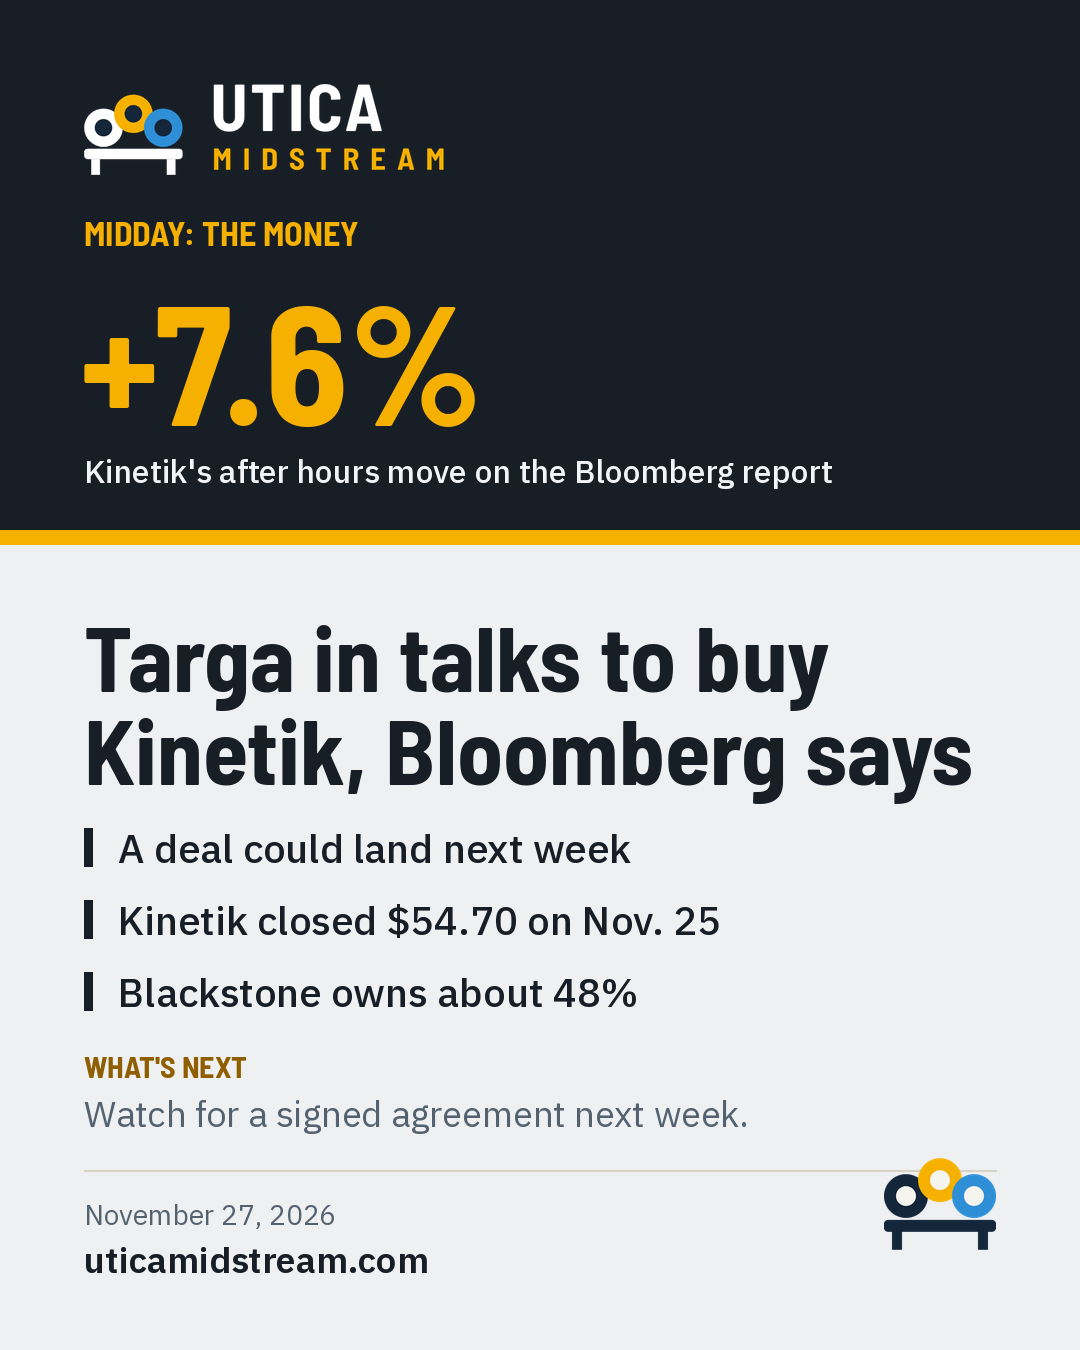 UTICA
MIDSTREAM
MIDDAY: THE MONEY
+7.6%
Kinetik's after hours move on the Bloomberg report
Targa in talks to buy
Kinetik, Bloomberg says
A deal could land next week
Kinetik closed $54.70 on Nov. 25
Blackstone owns about 48%
WHAT'S NEXT
Watch for a signed agreement next week.
November 27, 2026
uticamidstream.com